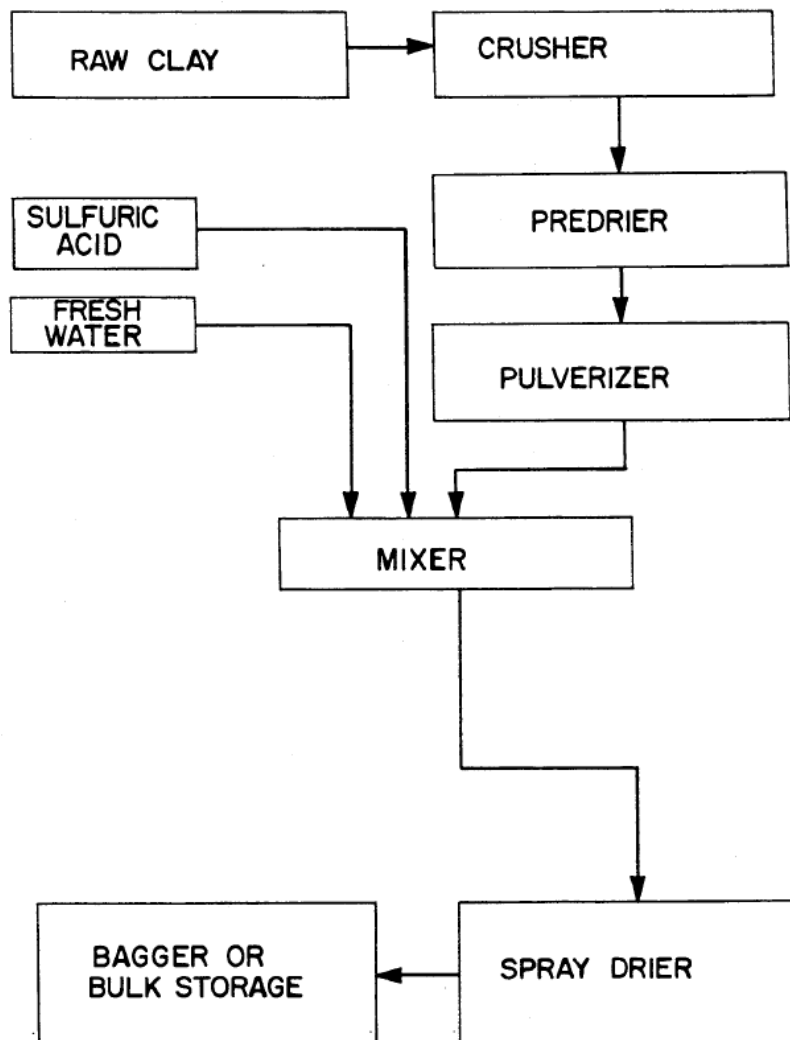 RAW CLAY
CRUSHER
SULFURIC
ACID
PREDRIER
FRESH
WATER
PULVERIZER
MIXER
BAGGER OR
BULK STORAGE
SPRAY DRIER